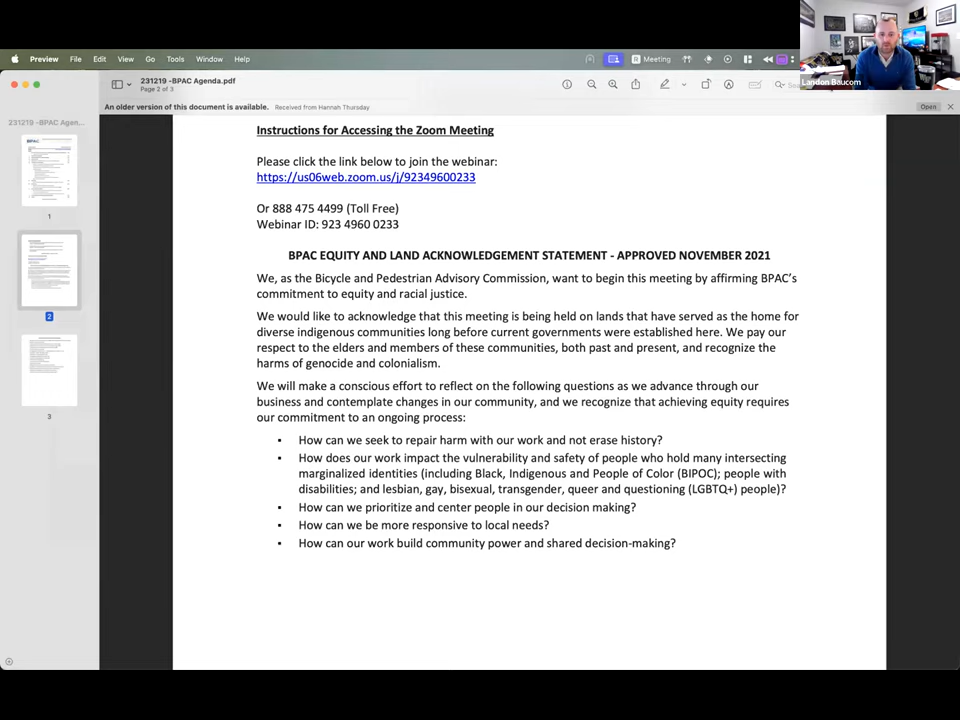 Preview File Edit View Go Tools Window Help Meeting
Landon Baucom
231219 -BPAC Agenda.pdf
Page 2 of 3
An older version of this document is available. Received from Hannah Thursday Open
231219 -BPAC Agen...
1
2
3
Instructions for Accessing the Zoom Meeting
Please click the link below to join the webinar:
https://us06web.zoom.us/j/92349600233
Or 888 475 4499 (Toll Free)
Webinar ID: 923 4960 0233
BPAC EQUITY AND LAND ACKNOWLEDGEMENT STATEMENT - APPROVED NOVEMBER 2021
We, as the Bicycle and Pedestrian Advisory Commission, want to begin this meeting by affirming BPAC's
commitment to equity and racial justice.
We would like to acknowledge that this meeting is being held on lands that have served as the home for
diverse indigenous communities long before current governments were established here. We pay our
respect to the elders and members of these communities, both past and present, and recognize the
harms of genocide and colonialism.
We will make a conscious effort to reflect on the following questions as we advance through our
business and contemplate changes in our community, and we recognize that achieving equity requires
our commitment to an ongoing process:
• How can we seek to repair harm with our work and not erase history?
• How does our work impact the vulnerability and safety of people who hold many intersecting
marginalized identities (including Black, Indigenous and People of Color (BIPOC); people with
disabilities; and lesbian, gay, bisexual, transgender, queer and questioning (LGBTQ+) people)?
• How can we prioritize and center people in our decision making?
• How can we be more responsive to local needs?
• How can our work build community power and shared decision-making?